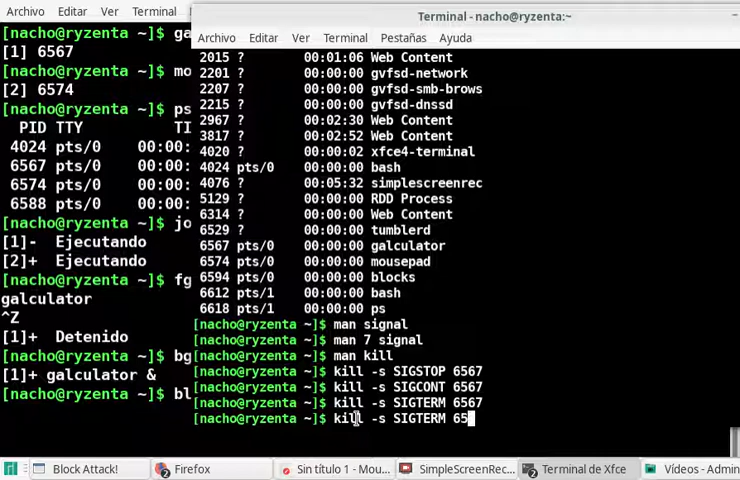 Archivo Editar Ver Terminal
[nacho@ryzenta ~]$ ga
[1] 6567
[nacho@ryzenta ~]$ mo
[2] 6574
[nacho@ryzenta ~]$ ps
PID TTY TI
4024 pts/0 00:00:
6567 pts/0 00:00:
6574 pts/0 00:00:
6588 pts/0 00:00:
[nacho@ryzenta ~]$ jo
[1]- Ejecutando
[2]+ Ejecutando
[nacho@ryzenta ~]$ fg
galculator
^Z
[1]+ Detenido
[nacho@ryzenta ~]$ bg
[1]+ galculator &
[nacho@ryzenta ~]$ bl
Terminal - nacho@ryzenta:~
Archivo Editar Ver Terminal Pestañas Ayuda
2015 ? 00:01:06 Web Content
2201 ? 00:00:00 gvfsd-network
2207 ? 00:00:00 gvfsd-smb-brows
2215 ? 00:00:00 gvfsd-dnssd
2967 ? 00:02:30 Web Content
3817 ? 00:02:52 Web Content
4020 ? 00:00:02 xfce4-terminal
4024 pts/0 00:00:00 bash
4076 ? 00:05:32 simplescreenrec
5129 ? 00:00:00 RDD Process
6314 ? 00:00:00 Web Content
6529 ? 00:00:00 tumblerd
6567 pts/0 00:00:00 galculator
6574 pts/0 00:00:00 mousepad
6594 pts/0 00:00:00 blocks
6612 pts/1 00:00:00 bash
6618 pts/1 00:00:00 ps
[nacho@ryzenta ~]$ man signal
[nacho@ryzenta ~]$ man 7 signal
[nacho@ryzenta ~]$ man kill
[nacho@ryzenta ~]$ kill -s SIGSTOP 6567
[nacho@ryzenta ~]$ kill -s SIGCONT 6567
[nacho@ryzenta ~]$ kill -s SIGTERM 6567
[nacho@ryzenta ~]$ kill -s SIGTERM 65
Block Attack! 2 Firefox Sin título 1 - Mou... SimpleScreenRec... 2 Terminal de Xfce Vídeos - Admin